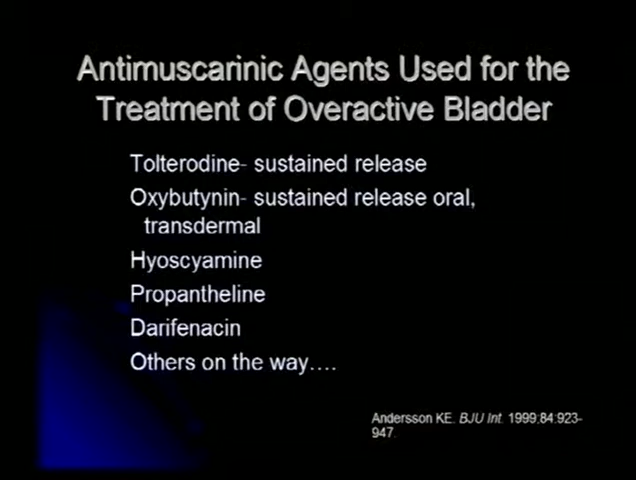 Antimuscarinic Agents Used for the
Treatment of Overactive Bladder
Tolterodine- sustained release
Oxybutynin- sustained release oral,
transdermal
Hyoscyamine
Propantheline
Darifenacin
Others on the way….
Andersson KE. BJU Int. 1999:84:923-
947.